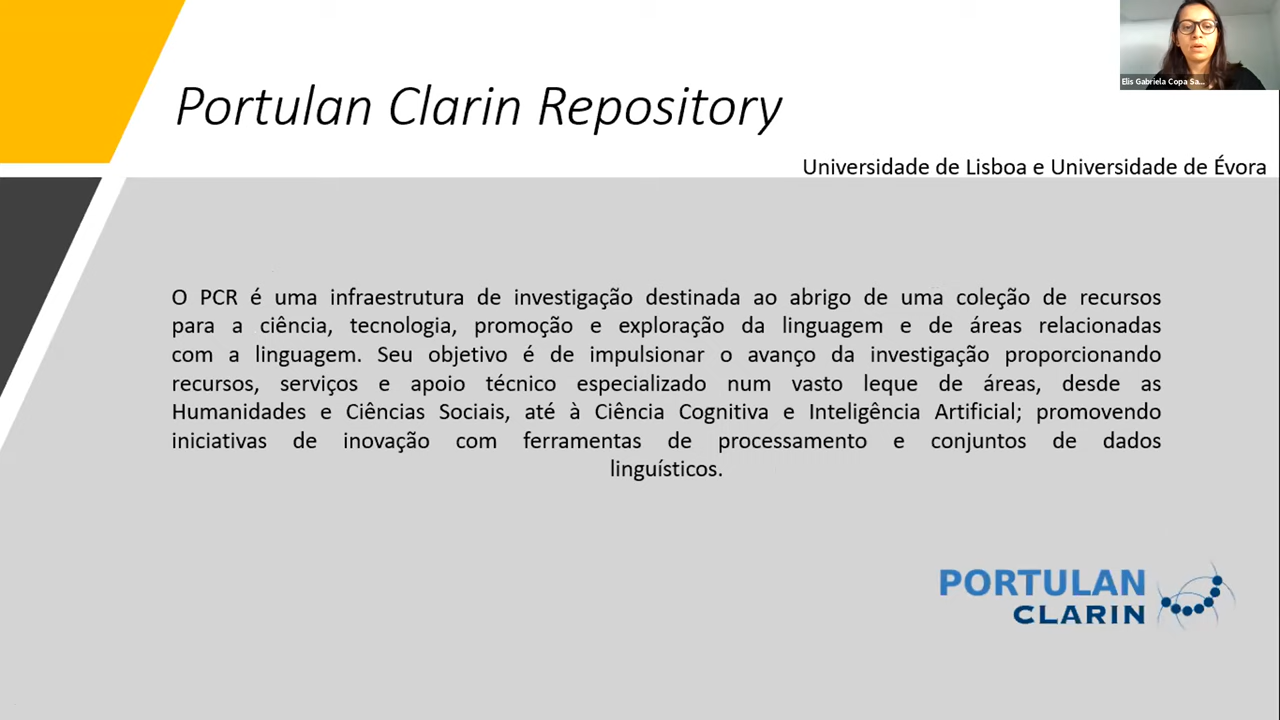 Elis Gabriela Copa Sa...
Portulan Clarin Repository
Universidade de Lisboa e Universidade de Évora
O PCR é uma infraestrutura de investigação destinada ao abrigo de uma coleção de recursos
para a ciência, tecnologia, promoção e exploração da linguagem e de áreas relacionadas
com a linguagem. Seu objetivo é de impulsionar o avanço da investigação proporcionando
recursos, serviços e apoio técnico especializado num vasto leque de áreas, desde as
Humanidades e Ciências Sociais, até à Ciência Cognitiva e Inteligência Artificial; promovendo
iniciativas de inovação com ferramentas de processamento e conjuntos de dados
linguísticos.
PORTULAN
CLARIN